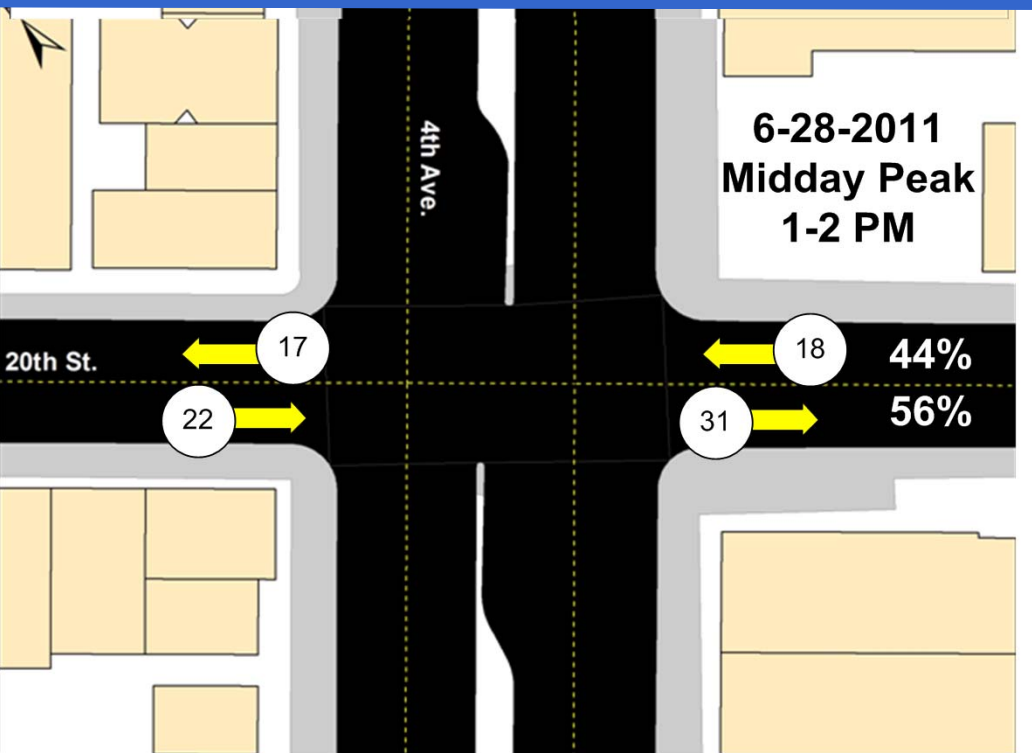 4th Ave.
6-28-2011
Midday Peak
1-2 PM
20th St.
17
18
44%
22
31
56%